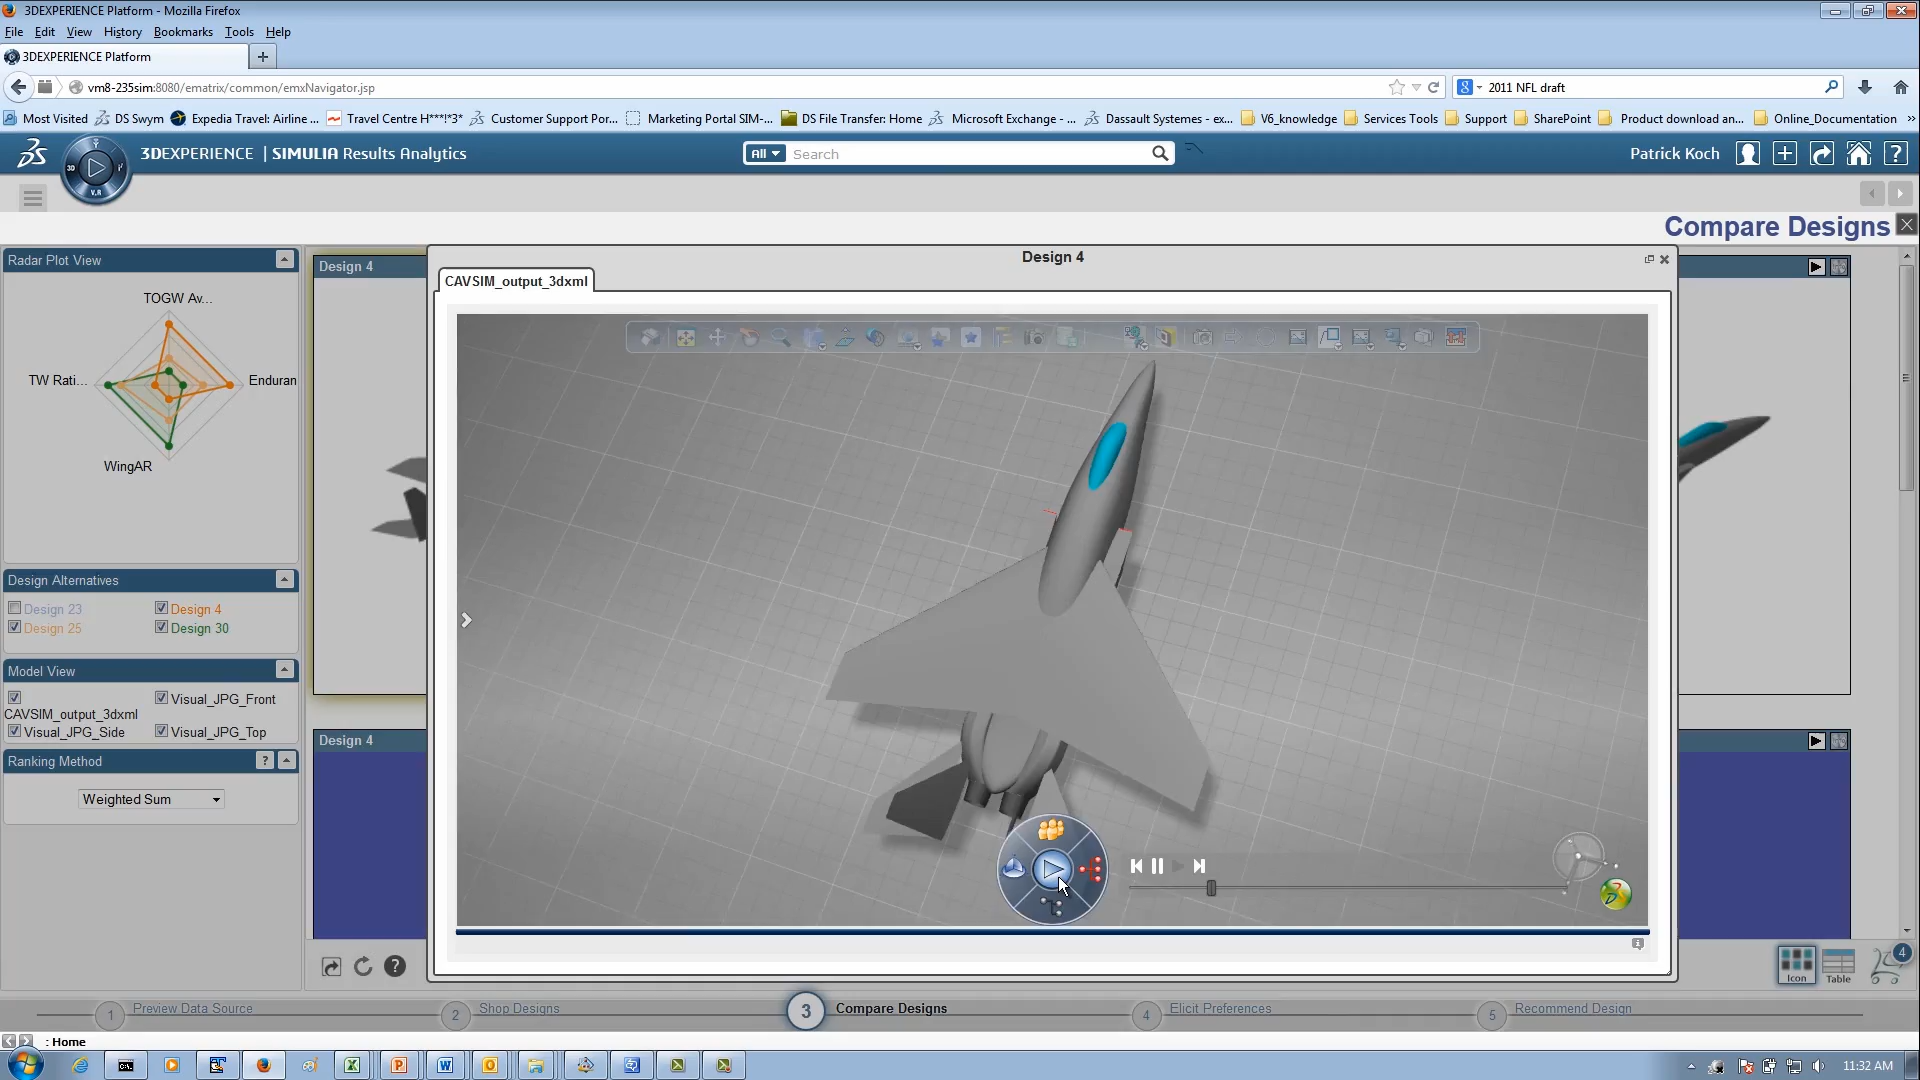 3DEXPERIENCE Platform - Mozilla Firefox
File Edit View History Bookmarks Tools Help
3DEXPERIENCE Platform
vm8-235sim:8080/ematrix/common/emxNavigator.jsp
2011 NFL draft
Most Visited DS Swym Expedia Travel: Airline ... Travel Centre H***!*3* Customer Support Por... Marketing Portal SIM-... DS File Transfer: Home Microsoft Exchange - ... Dassault Systemes - ex... V6_knowledge Services Tools Support SharePoint Product download an... Online_Documentation
3DEXPERIENCE | SIMULIA Results Analytics
All Search
Patrick Koch
3D
V.R
Compare Designs
Radar Plot View
TOGW Av...
TW Rati...
Enduran
WingAR
Design 4
Design 4
CAVSIM_output_3dxml
Design Alternatives
Design 23 Design 4
Design 25 Design 30
Model View
CAVSIM_output_3dxml
Visual_JPG_Front
Visual_JPG_Side Visual_JPG_Top
Design 4
Ranking Method
?
Weighted Sum
Icon
Table
4
1 Preview Data Source
2 Shop Designs
3 Compare Designs
4 Elicit Preferences
5 Recommend Design
: Home
11:32 AM